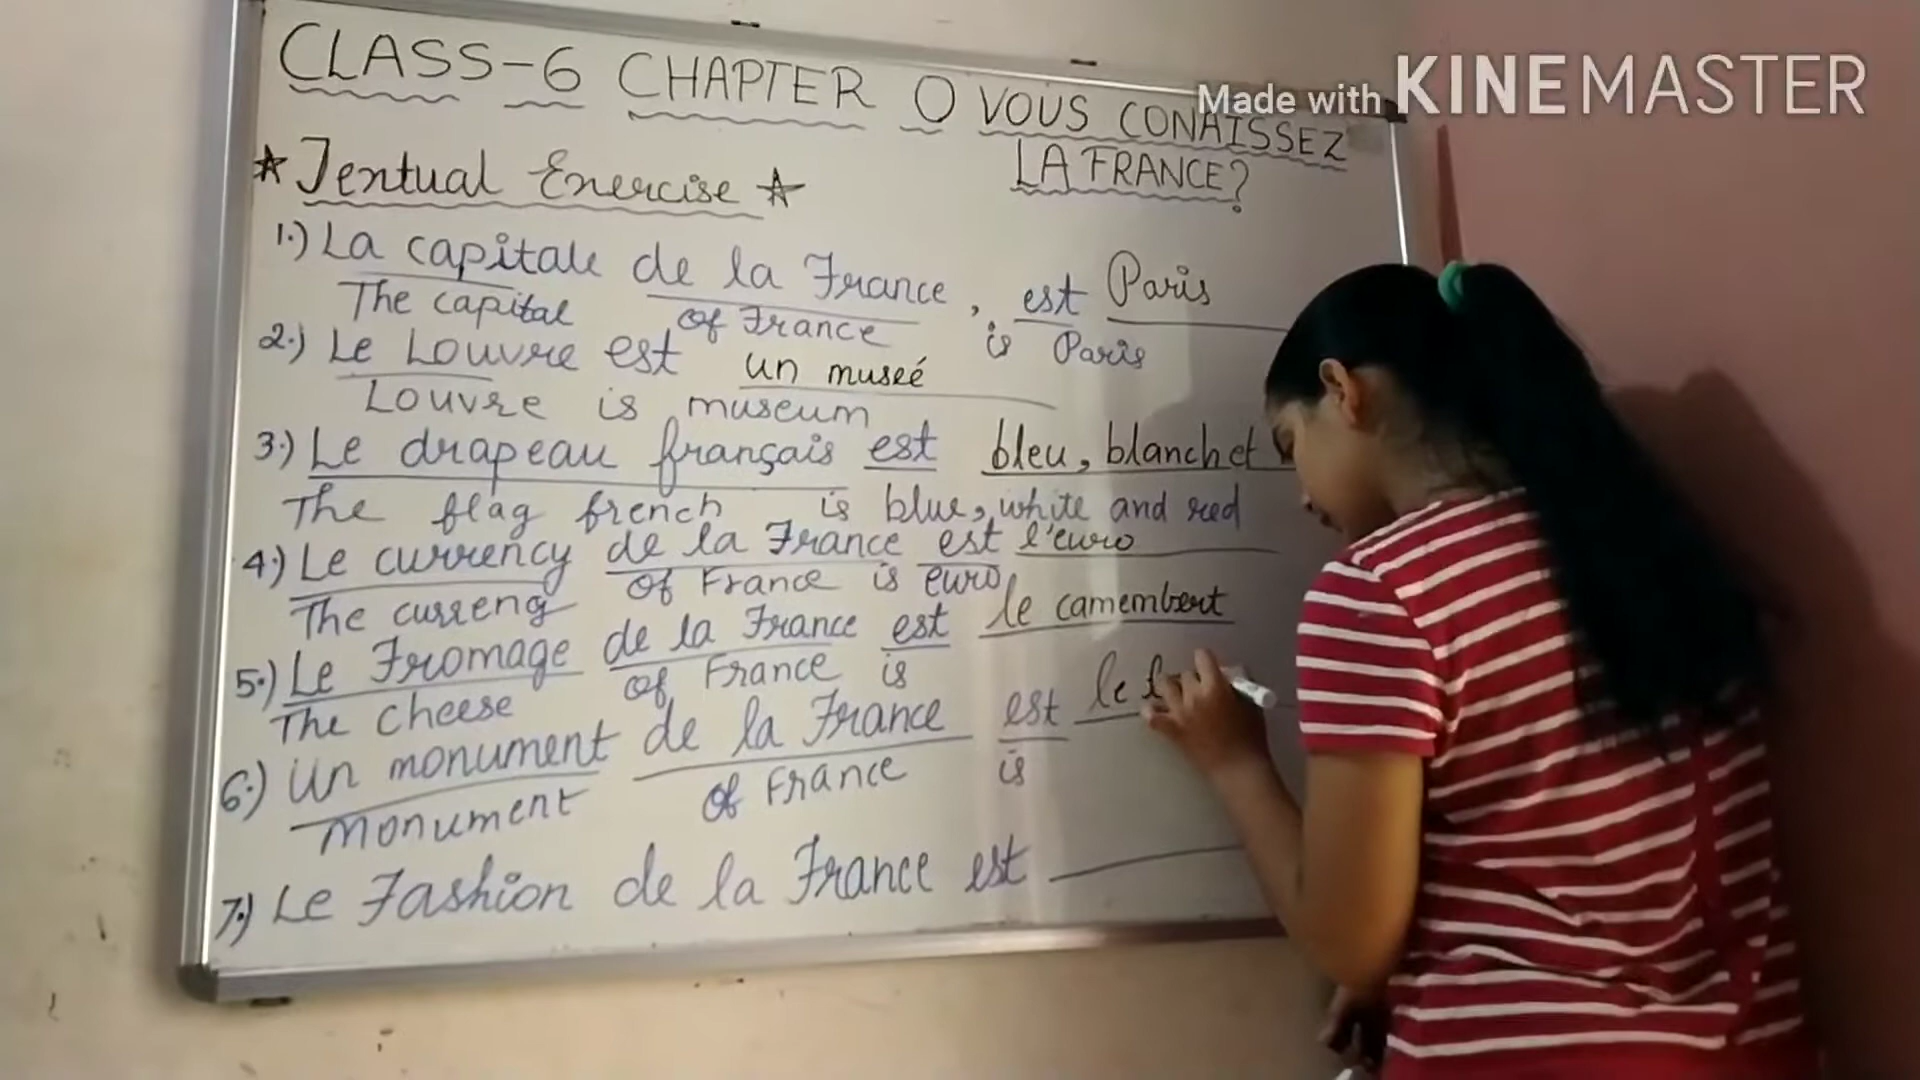 Made with KINEMASTER
CLASS-6 CHAPTER 0 VOUS CONAISSEZ
LA FRANCE?
Textual Exercise
1.) La capitale de la France, est Paris
The capital of France is Paris
2.) Le Louvre est un museé
Louvre is museum
3.) Le drapeau français est bleu, blanchet
The flag french is blue, white and red
4.) Le currency de la France est l'euro
The curreny of France is euro
5.) Le Fromage de la France est le camembert
The cheese of France is
6.) Un monument de la France est le
monument of France is
7.) Le Fashion de la France est